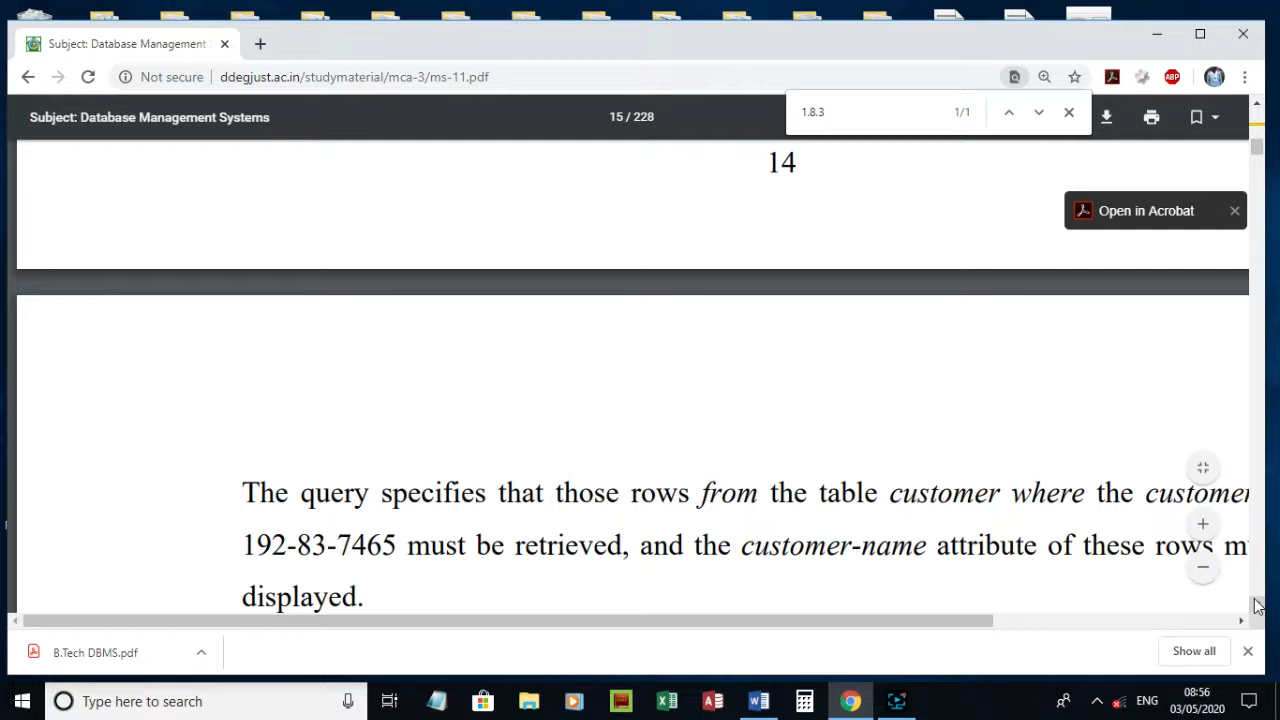 Subject: Database Management
Not secure
ddegjust.ac.in/studymaterial/mca-3/ms-11.pdf
ABP
Subject: Database Management Systems
15 / 228
1.8.3
1/1
14
Open in Acrobat
The query specifies that those rows from the table customer where the customer
192-83-7465 must be retrieved, and the customer-name attribute of these rows m
displayed.
B.Tech DBMS.pdf
Show all
Type here to search
ENG
08:56
03/05/2020